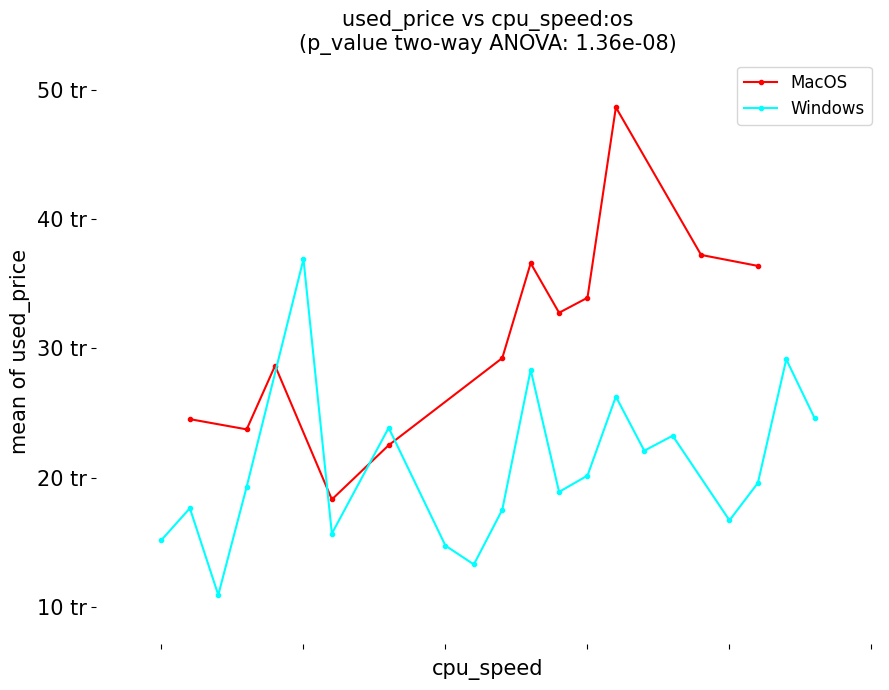 used_price vs cpu_speed:os
(p_value two-way ANOVA: 1.36e-08)
MacOS
Windows
50 tr
40 tr
30 tr
20 tr
10 tr
mean of used_price
cpu_speed